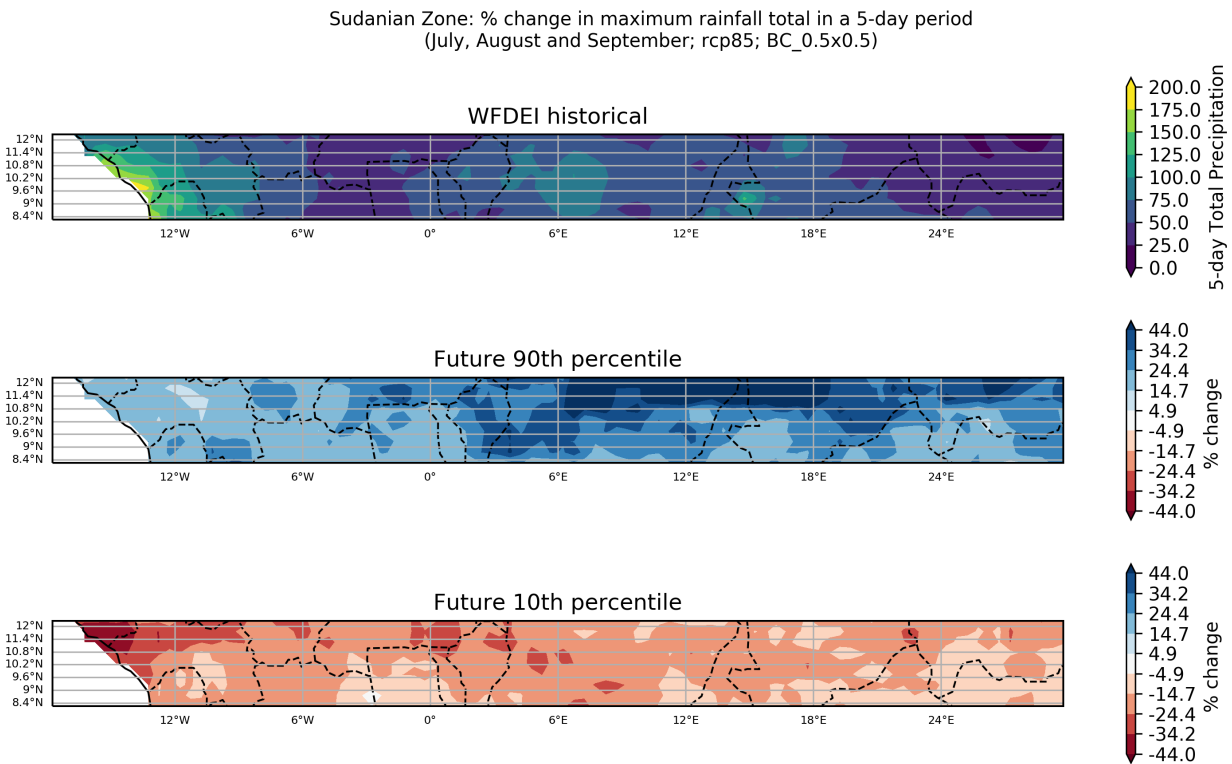 Sudanian Zone: % change in maximum rainfall total in a 5-day period
(July, August and September; rcp85; BC_0.5x0.5)
WFDEI historical
12°N
11.4°N
10.8°N
10.2°N
9.6°N
9°N
8.4°N
12°W 6°W 0° 6°E 12°E 18°E 24°E
200.0
175.0
150.0
125.0
100.0
75.0
50.0
25.0
0.0
5-day Total Precipitation
Future 90th percentile
12°N
11.4°N
10.8°N
10.2°N
9.6°N
9°N
8.4°N
12°W 6°W 0° 6°E 12°E 18°E 24°E
44.0
34.2
24.4
14.7
4.9
-4.9
-14.7
-24.4
-34.2
-44.0
% change
Future 10th percentile
12°N
11.4°N
10.8°N
10.2°N
9.6°N
9°N
8.4°N
12°W 6°W 0° 6°E 12°E 18°E 24°E
44.0
34.2
24.4
14.7
4.9
-4.9
-14.7
-24.4
-34.2
-44.0
% change